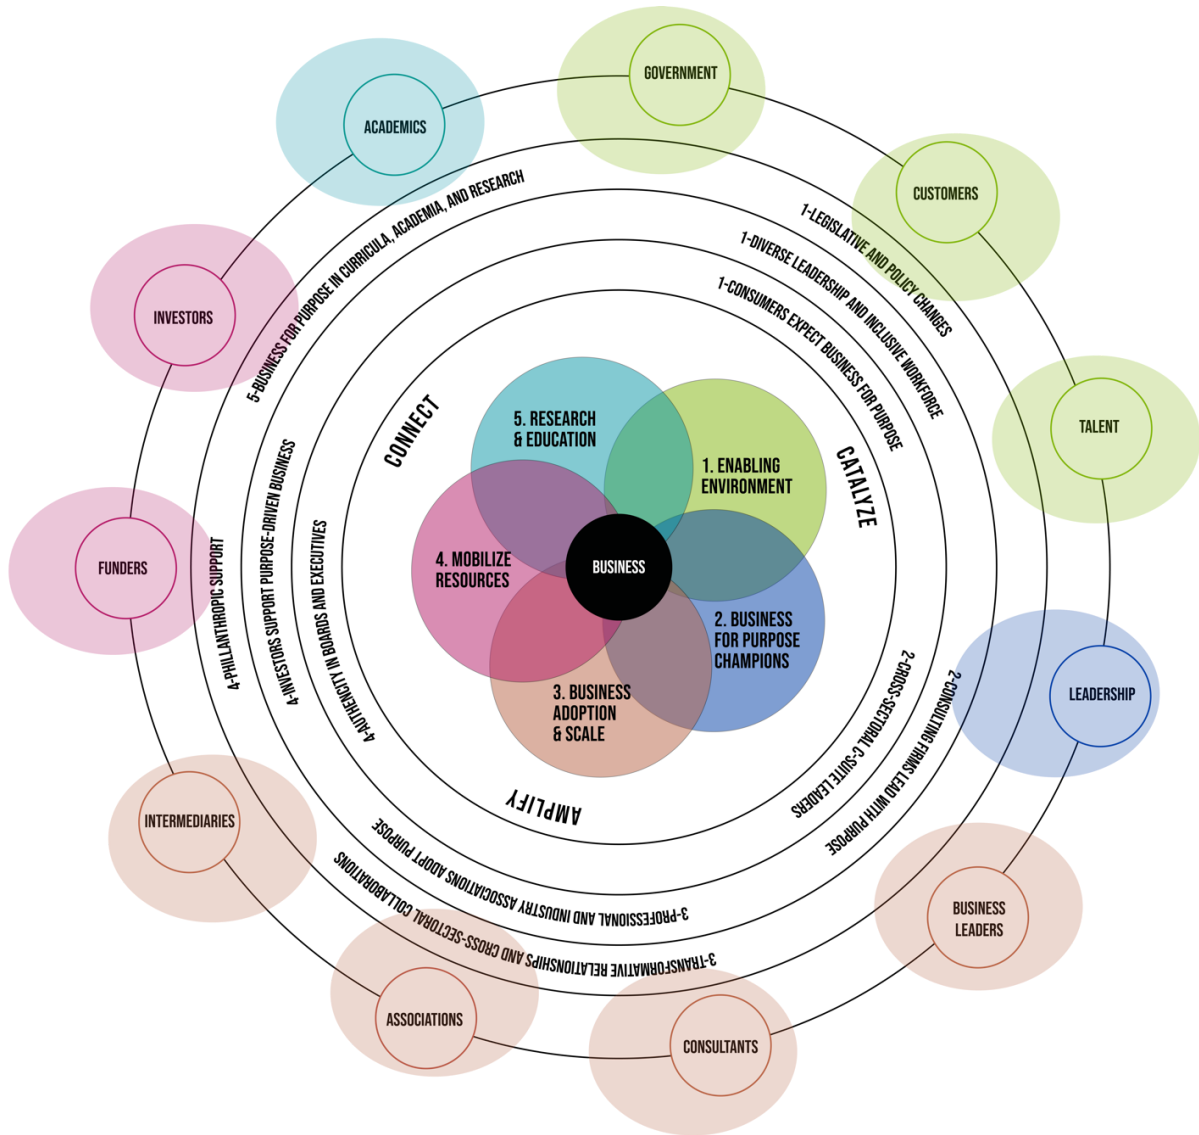 GOVERNMENT
ACADEMICS
CUSTOMERS
INVESTORS
TALENT
FUNDERS
LEADERSHIP
INTERMEDIARIES
BUSINESS
LEADERS
ASSOCIATIONS
CONSULTANTS
5-BUSINESS FOR PURPOSE IN CURRICULA, ACADEMIA, AND RESEARCH
1-LEGISLATIVE AND POLICY CHANGES
1-DIVERSE LEADERSHIP AND INCLUSIVE WORKFORCE
1-CONSUMERS EXPECT BUSINESS FOR PURPOSE
4-PHILLANTHROPIC SUPPORT
4-INVESTORS SUPPORT PURPOSE-DRIVEN BUSINESS
4-AUTHENCITY IN BOARDS AND EXECUTIVES
2-CROSS-SECTORAL C-SUITE LEADERS
2-CONSULTING FIRMS LEAD WITH PURPOSE
3-PROFESSIONAL AND INDUSTRY ASSOCIATIONS ADOPT PURPOSE
3-TRANSFORMATIVE RELATIONSHIPS AND CROSS-SECTORAL COLLABORATIONS
CONNECT
CATALYZE
AMPLIFY
5. RESEARCH
& EDUCATION
1. ENABLING
ENVIRONMENT
4. MOBILIZE
RESOURCES
BUSINESS
2. BUSINESS
FOR PURPOSE
CHAMPIONS
3. BUSINESS
ADOPTION
& SCALE